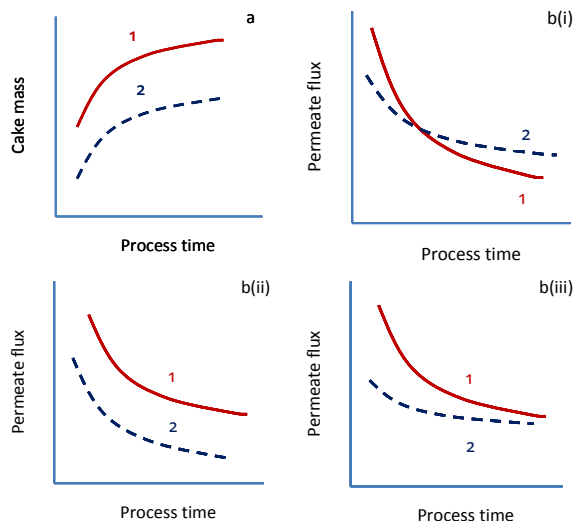 a
1
2
Cake mass
Process time
b(i)
2
1
Permeate flux
Process time
b(ii)
1
2
Permeate flux
Process time
b(iii)
1
2
Permeate flux
Process time